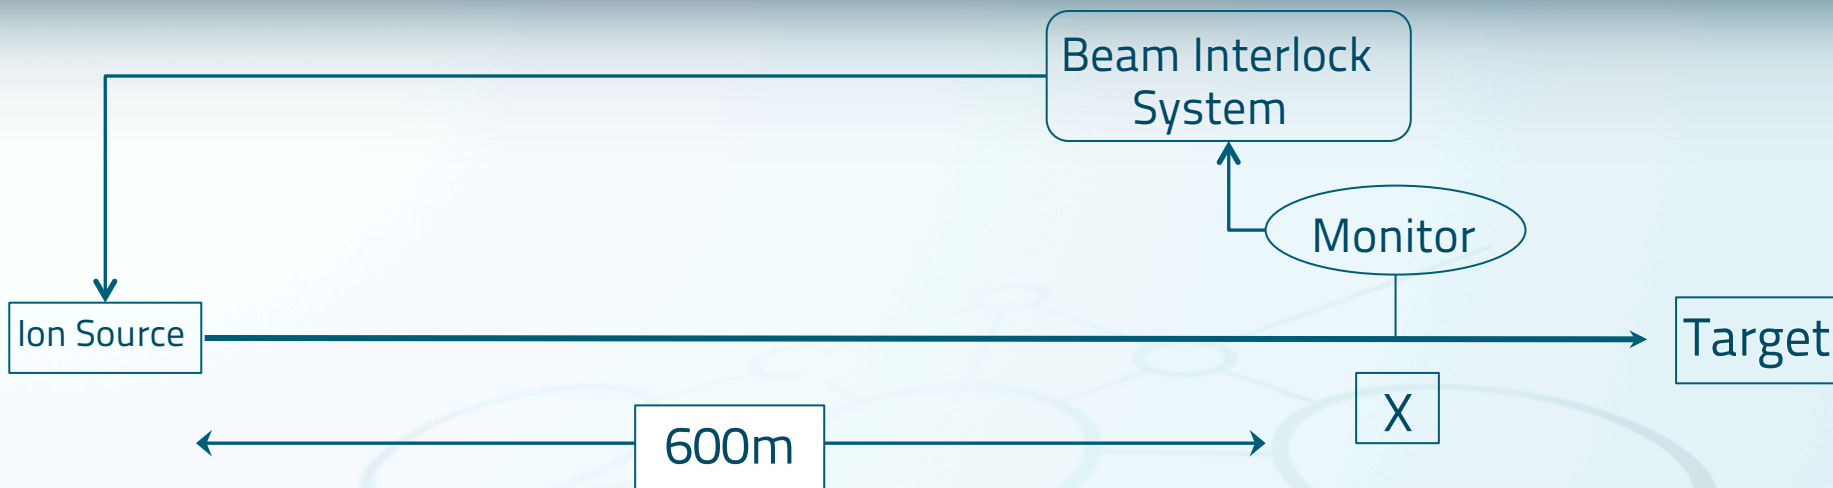 Beam Interlock
System
Monitor
Ion Source
Target
X
600m